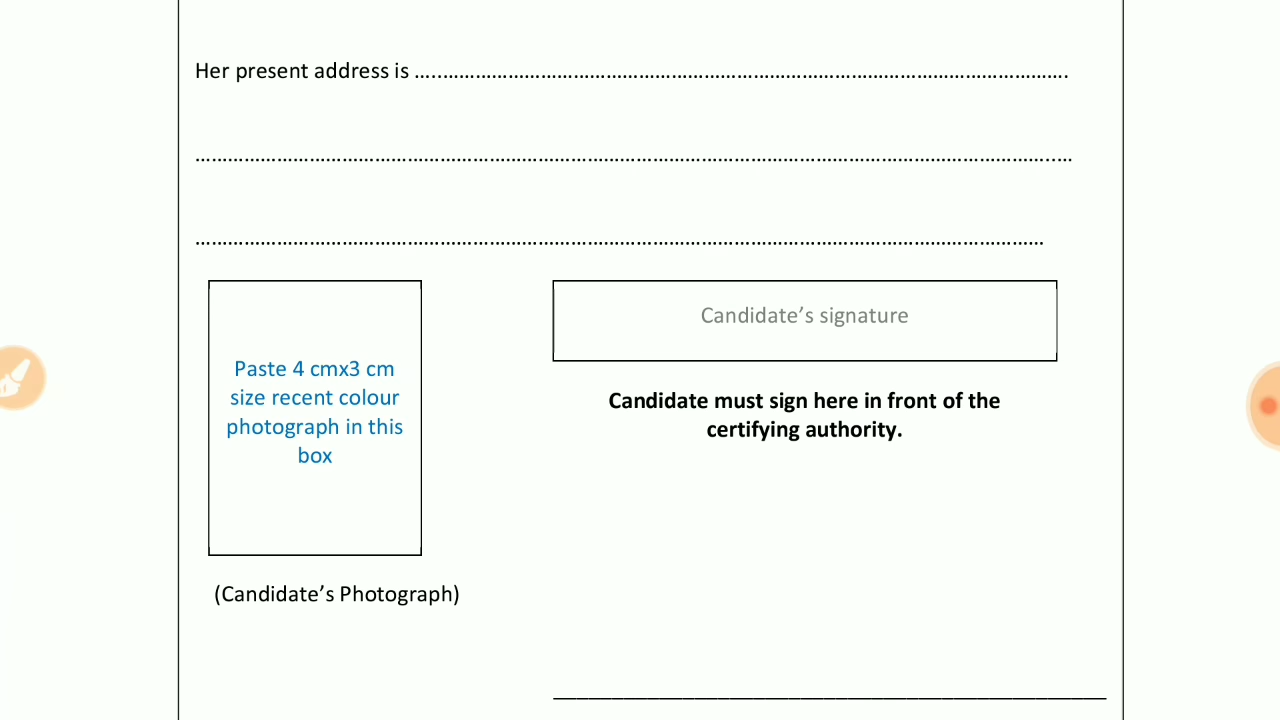 Her present address is …..…………………………………………………………………………………………………….
………………………………………………………………………………………………………………………………………..…
……………………………………………………………………………………………………………………………………
Candidate’s signature
Paste 4 cmx3 cm
size recent colour
photograph in this
box
Candidate must sign here in front of the
certifying authority.
(Candidate’s Photograph)